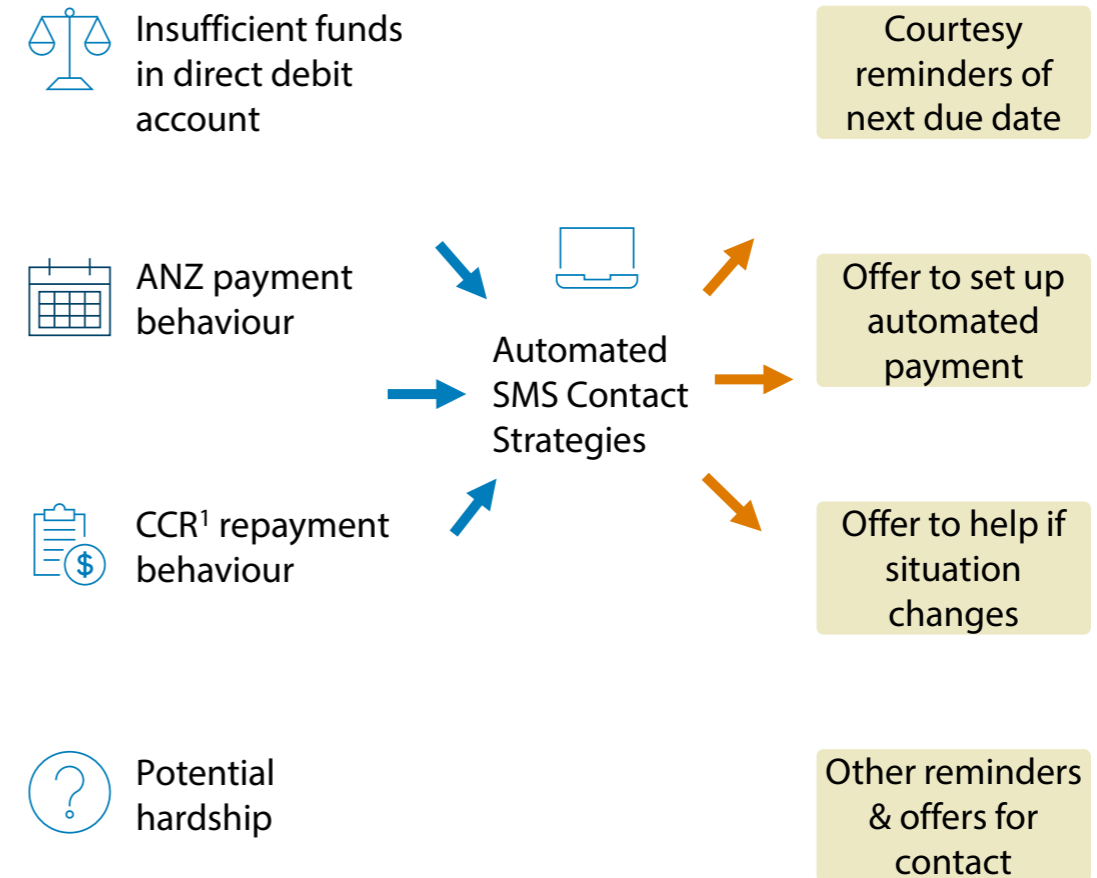 Insufficient funds
in direct debit
account
ANZ payment
behaviour
CCR¹ repayment
behaviour
$
Potential
hardship
?
Automated
SMS Contact
Strategies
Courtesy
reminders of
next due date
Offer to set up
automated
payment
Offer to help if
situation
changes
Other reminders
& offers for
contact